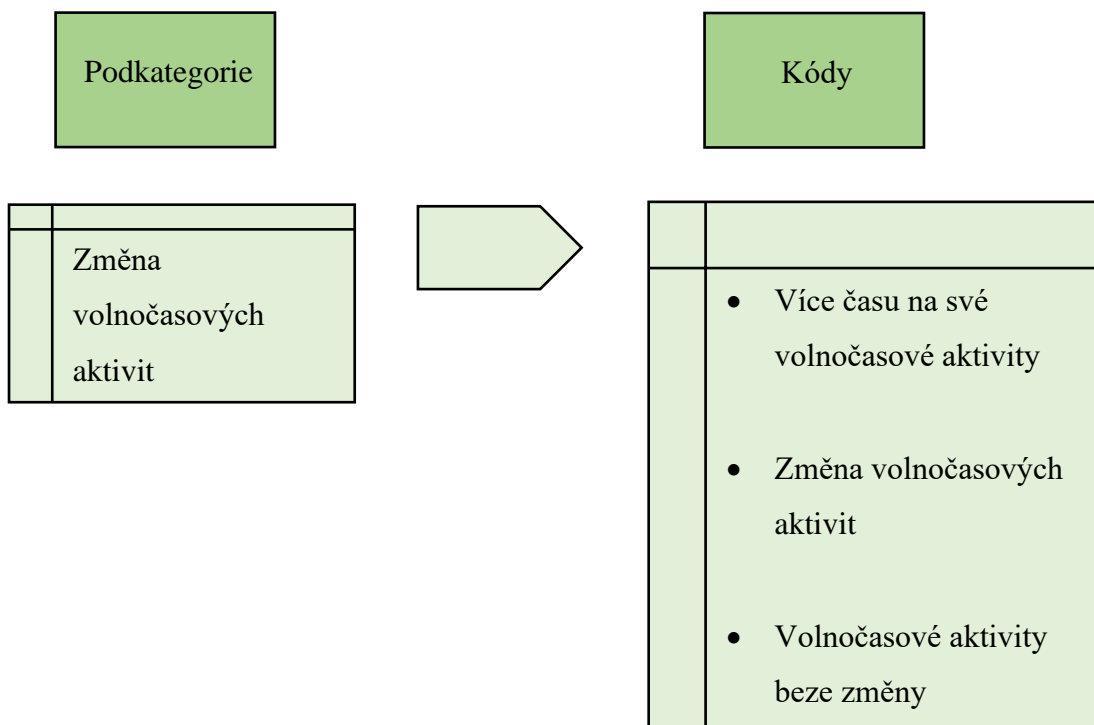 Podkategorie
Kódy
Změna
volnočasových
aktivit
• Více času na své
volnočasové aktivity
• Změna volnočasových
aktivit
• Volnočasové aktivity
beze změny